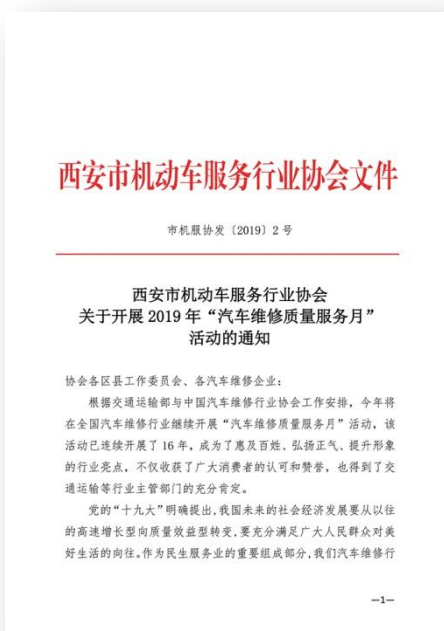 西安市机动车服务行业协会文件
市机服协发〔2019〕2号
西安市机动车服务行业协会
关于开展2019年“汽车维修质量服务月”
活动的通知
协会各区县工作委员会、各汽车维修企业：
根据交通运输部与中国汽车维修行业协会工作安排，今年将
在全国汽车维修行业继续开展“汽车维修质量服务月”活动，该
活动已连续开展了16年，成为了惠及百姓、弘扬正气、提升形象
的行业亮点，不仅收获了广大消费者的认可和赞誉，也得到了交
通运输等行业主管部门的充分肯定。
党的“十九大”明确提出，我国未来的社会经济发展要从以往
的高速增长型向质量效益型转变，要充分满足广大人民群众对美
好生活的向往。作为民生服务业的重要组成部分，我们汽车维修行
—1—